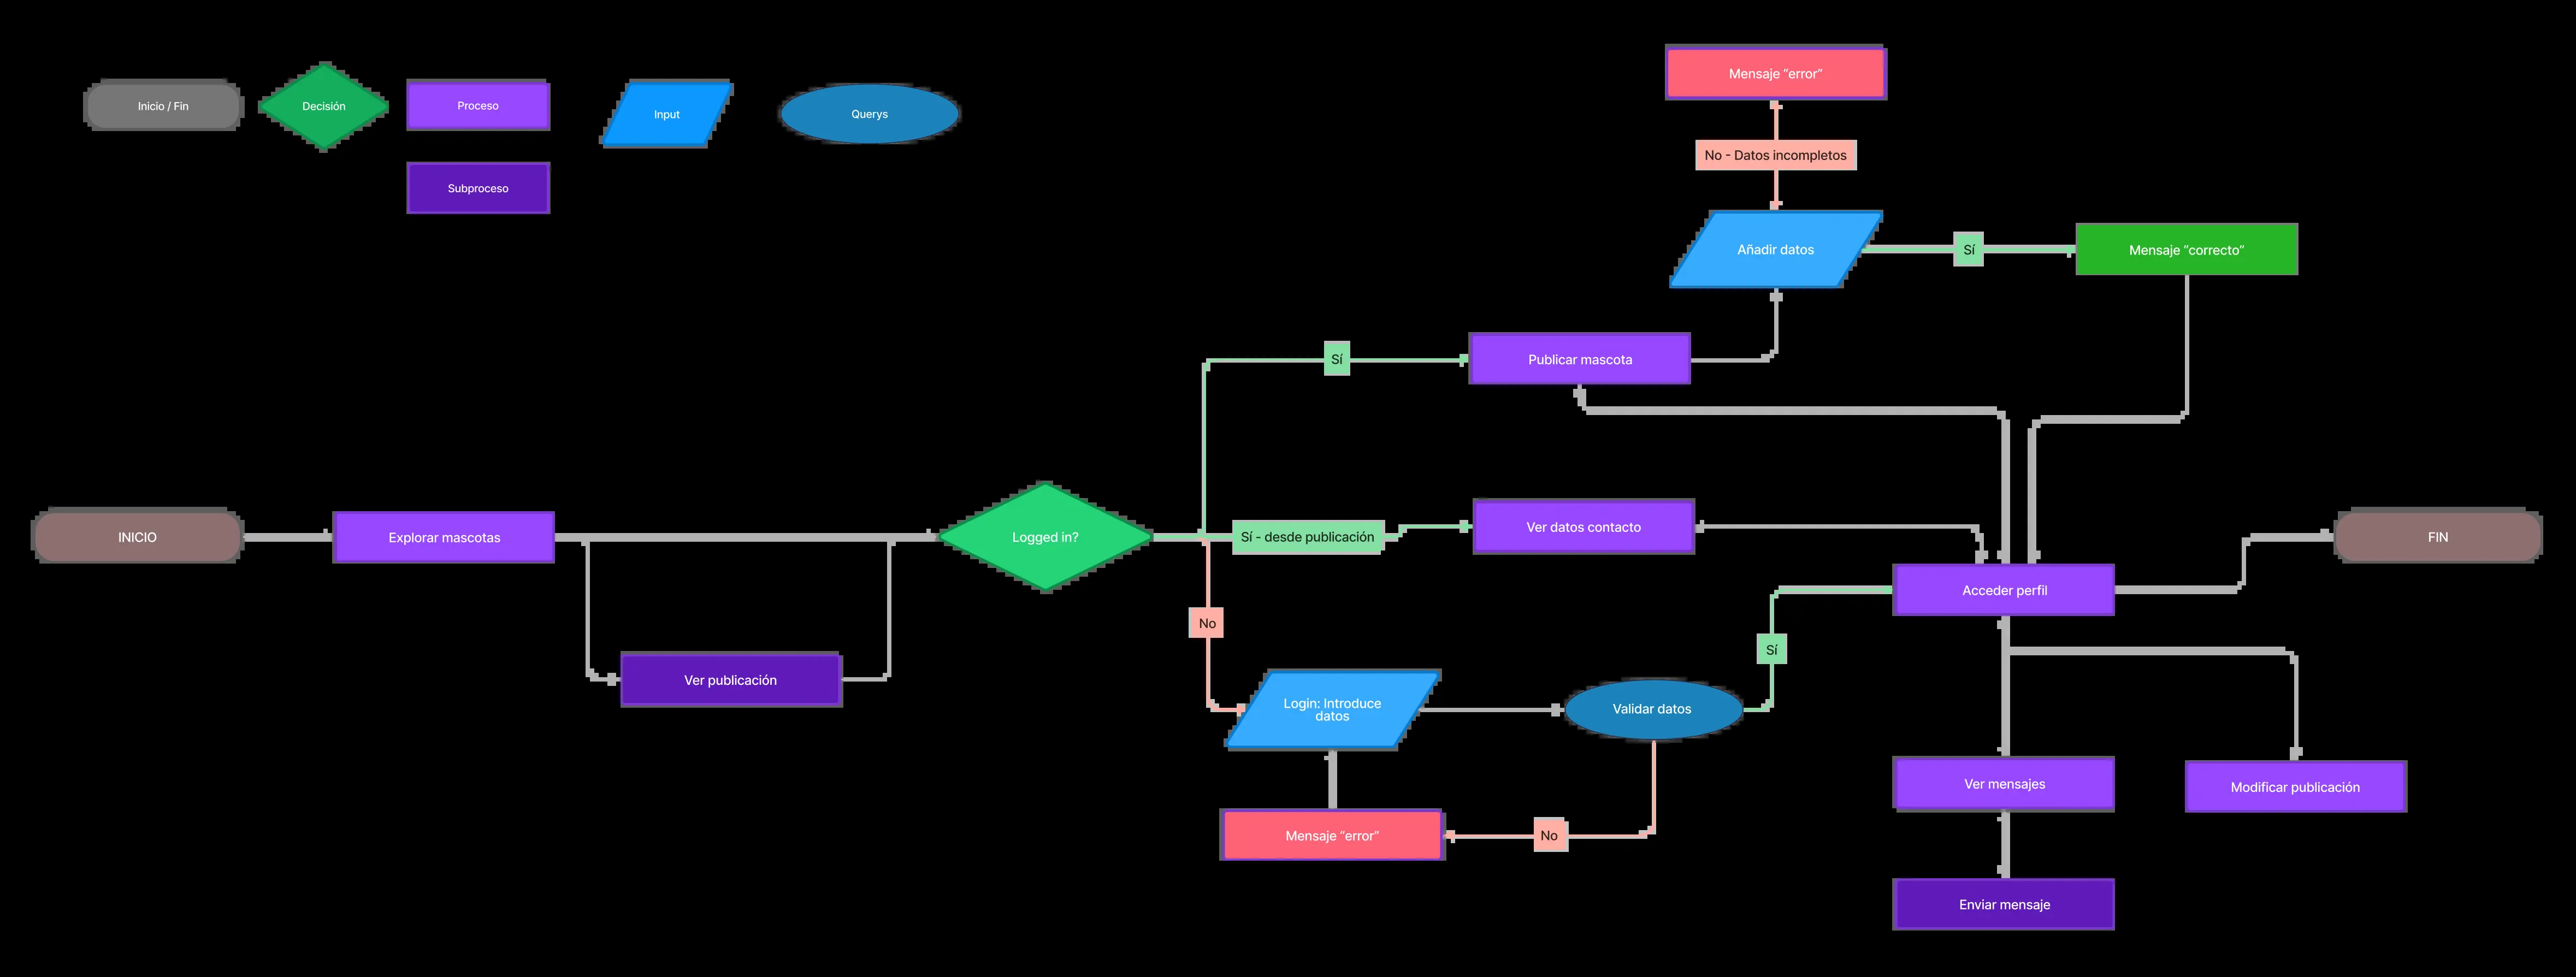 Inicio / Fin
Decisión
Proceso
Input
Querys
Subproceso
Mensaje “error”
No - Datos incompletos
Añadir datos
Sí
Mensaje “correcto”
Sí
Publicar mascota
INICIO
Explorar mascotas
Logged in?
Sí - desde publicación
Ver datos contacto
FIN
Acceder perfil
No
Sí
Ver publicación
Login: Introduce
datos
Validar datos
Ver mensajes
Modificar publicación
Mensaje “error”
No
Enviar mensaje